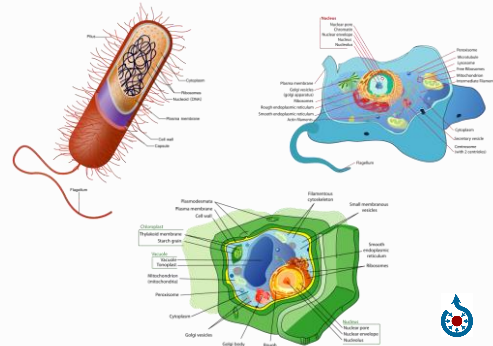 Pilus
Cytoplasm
Ribosomes
Nucleoid (DNA)
Plasma membrane
Cell wall
Capsule
Flagellum
Nucleus
Nuclear pore
Chromatin
Nuclear envelope
Nucleus
Nucleolus
Plasma membrane
Golgi vesicles
(golgi apparatus)
Ribosomes
Rough endoplasmic reticulum
Smooth endoplasmic reticulum
Actin filaments
Peroxisome
Microtubule
Lysosome
Free Ribosomes
Mitochondrion
Intermediate filament
Cytoplasm
Secretory vesicle
Centrosome
(with 2 centrioles)
Flagellum
Plasmodesmata
Plasma membrane
Cell wall
Chloroplast
Thylakoid membrane
Starch grain
Vacuole
Vacuole
Tonoplast
Mitochondrion
(mitochondria)
Peroxisome
Cytoplasm
Golgi vesicles
Golgi body
Filamentous
cytoskeleton
Small membranous
vesicles
Smooth
endoplasmic
reticulum
Ribosomes
Nucleus
Nuclear pore
Nuclear envelope
Nucleolus